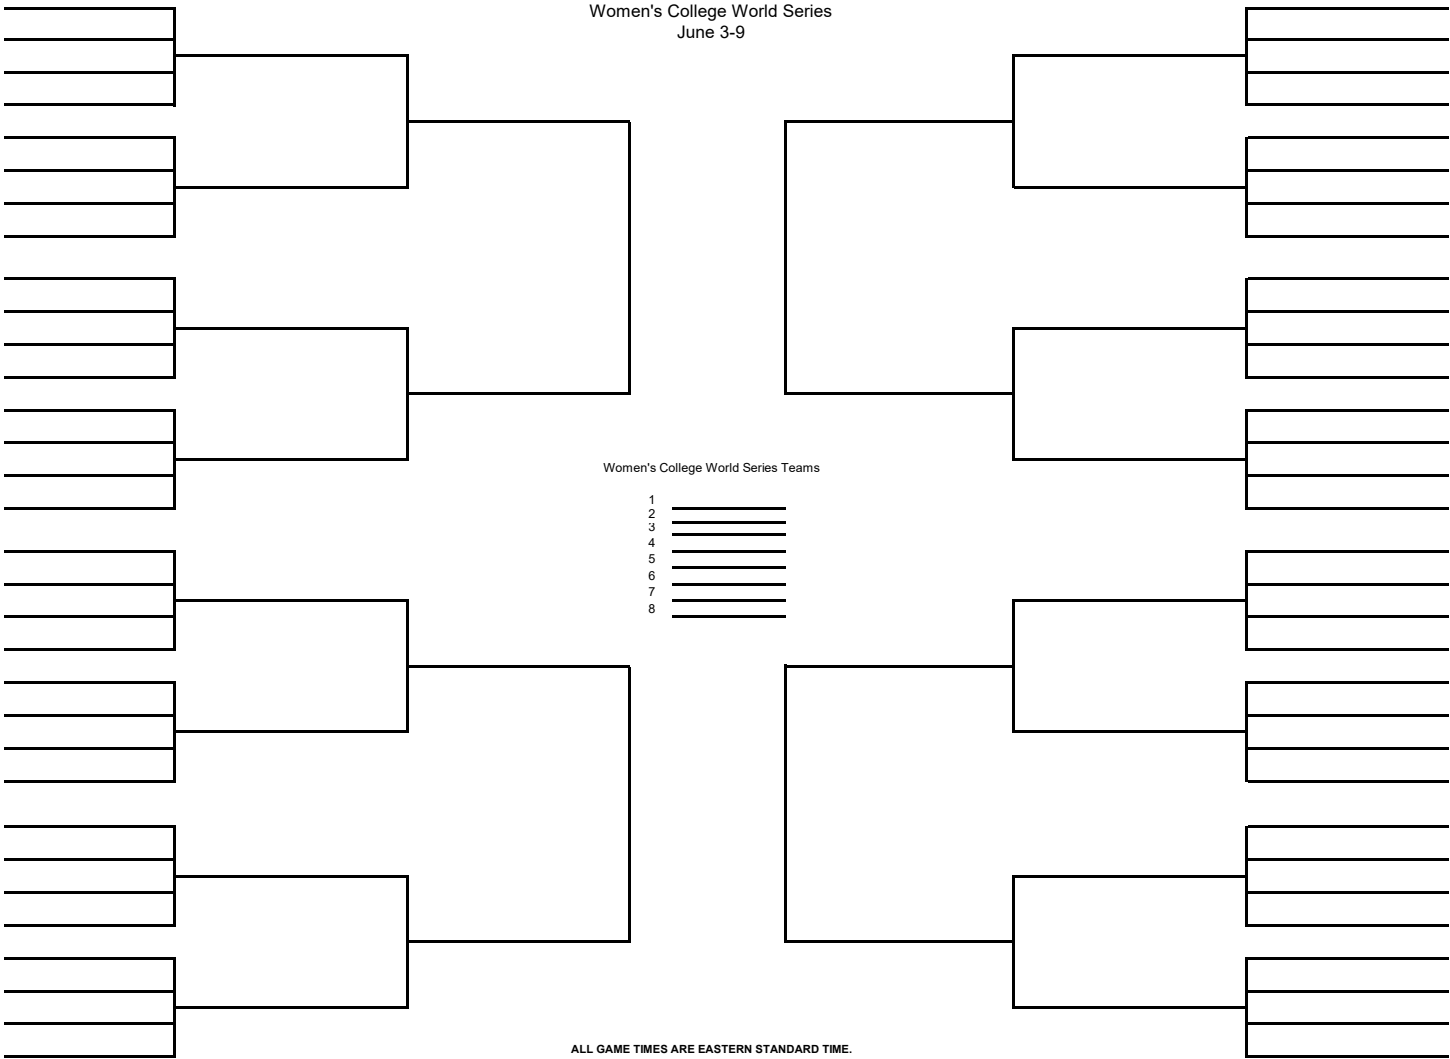 Women's College World Series
June 3-9
Women's College World Series Teams
1
2
3
4
5
6
7
8
ALL GAME TIMES ARE EASTERN STANDARD TIME.